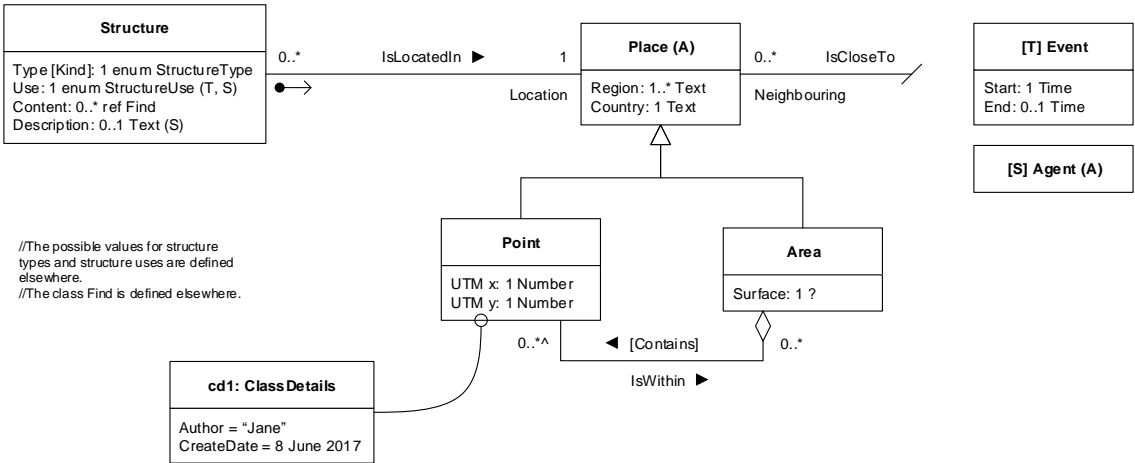 Structure
Type [Kind]: 1 enum StructureType
Use: 1 enum StructureUse (T, S)
Content: 0..* ref Find
Description: 0..1 Text (S)
0..*
IsLocatedIn ►
1
Location
Place (A)
Region: 1..* Text
Country: 1 Text
0..*
IsCloseTo
Neighbouring
[T] Event
Start: 1 Time
End: 0..1 Time
[S] Agent (A)
//The possible values for structure
types and structure uses are defined
elsewhere.
//The class Find is defined elsewhere.
Point
UTM x: 1 Number
UTM y: 1 Number
Area
Surface: 1 ?
0..*^
◄ [Contains]
0..*
IsWithin ►
cd1: ClassDetails
Author = “Jane”
CreateDate = 8 June 2017